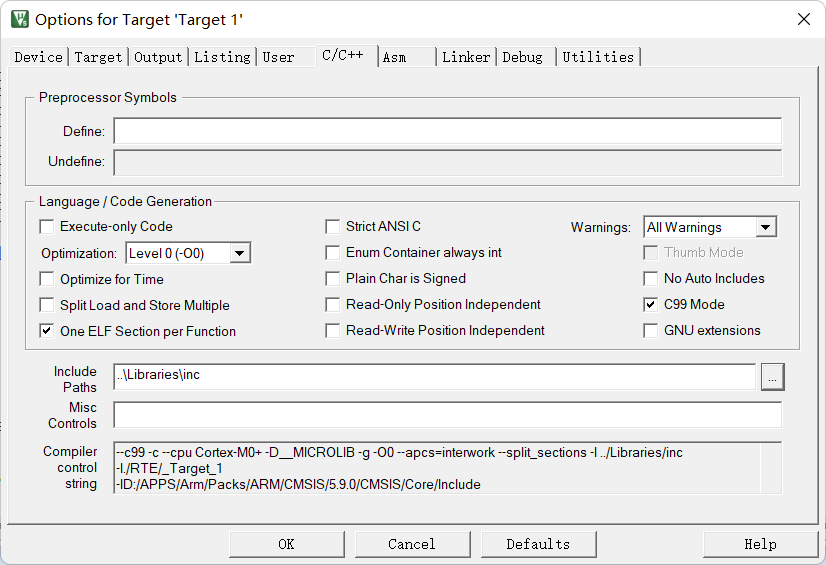 Options for Target 'Target 1'
Device Target Output Listing User C/C++ Asm Linker Debug Utilities
Preprocessor Symbols
Define:
Undefine:
Language / Code Generation
Execute-only Code
Strict ANSI C
Warnings: All Warnings
Optimization: Level 0 (-O0)
Enum Container always int
Thumb Mode
Optimize for Time
Plain Char is Signed
No Auto Includes
Split Load and Store Multiple
Read-Only Position Independent
C99 Mode
One ELF Section per Function
Read-Write Position Independent
GNU extensions
Include
Paths
..\Libraries\inc
...
Misc
Controls
Compiler
control
string
--c99 -c --cpu Cortex-M0+ -D__MICROLIB -g -O0 --apcs=interwork --split_sections -I ../Libraries/inc
-I./RTE/_Target_1
-ID:/APPS/Arm/Packs/ARM/CMSIS/5.9.0/CMSIS/Core/Include
OK Cancel Defaults Help